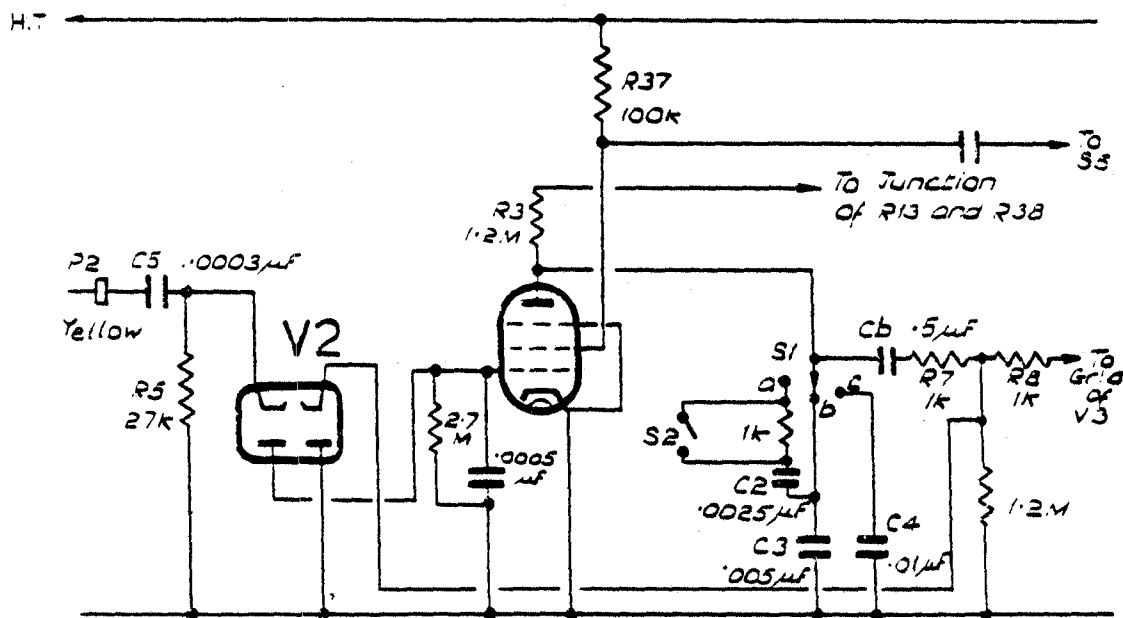 H.T
R37
100K
To
S5
To Junction
of R13 and R38
R3
1.2M
P2
C5
.0003µF
Yellow
V2
R5
27K
2.7
M
.0005
µF
S1
a
b
c
S2
1K
C2
.0025µF
C3
.005µF
C4
.01µF
Cb
.5µF
R7
1K
R8
1K
To
Grid
of
V3
1.2M